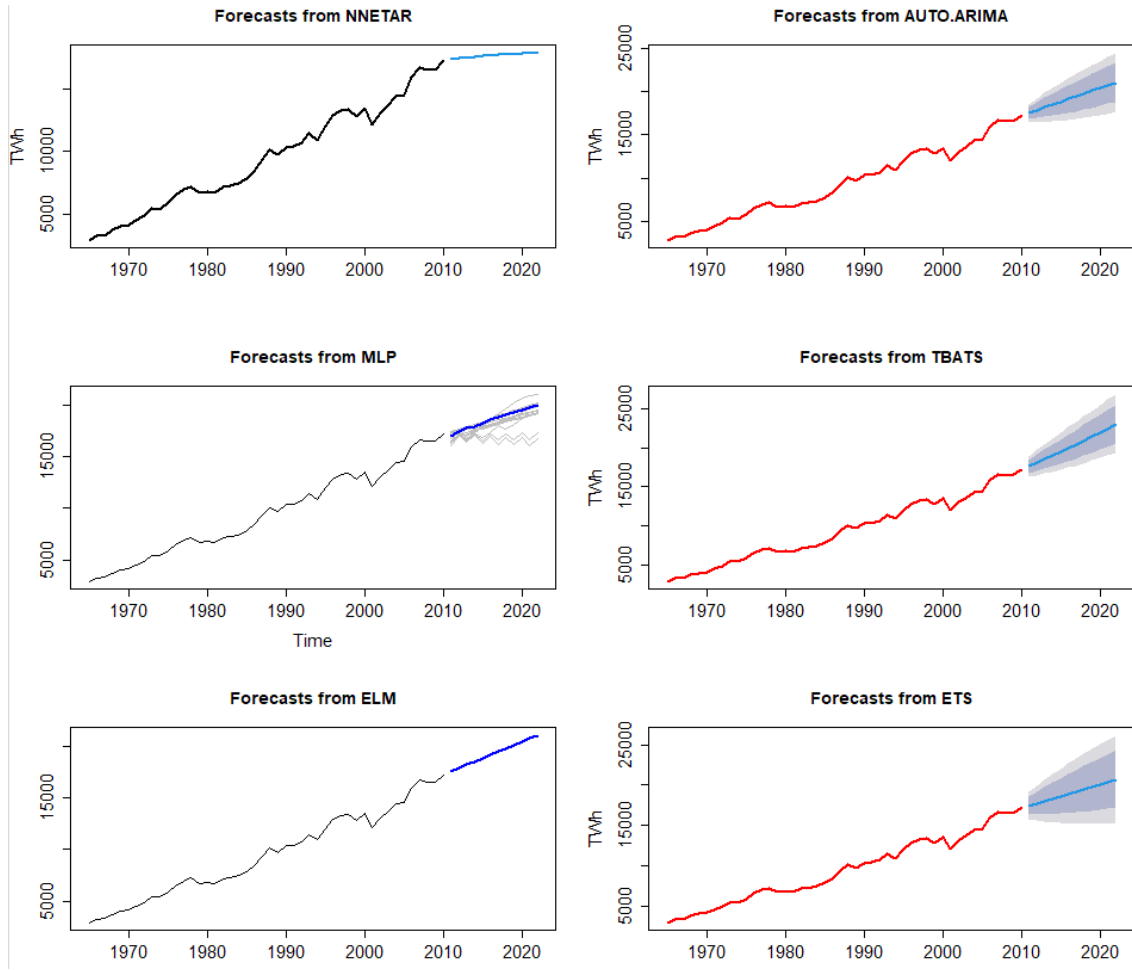 Forecasts from NNETAR
TWh
10000
5000
1970 1980 1990 2000 2010 2020
Forecasts from AUTO.ARIMA
TWh
25000
15000
5000
1970 1980 1990 2000 2010 2020
Forecasts from MLP
15000
5000
1970 1980 1990 2000 2010 2020
Time
Forecasts from TBATS
TWh
25000
15000
5000
1970 1980 1990 2000 2010 2020
Forecasts from ELM
15000
5000
1970 1980 1990 2000 2010 2020
Forecasts from ETS
TWh
25000
15000
5000
1970 1980 1990 2000 2010 2020